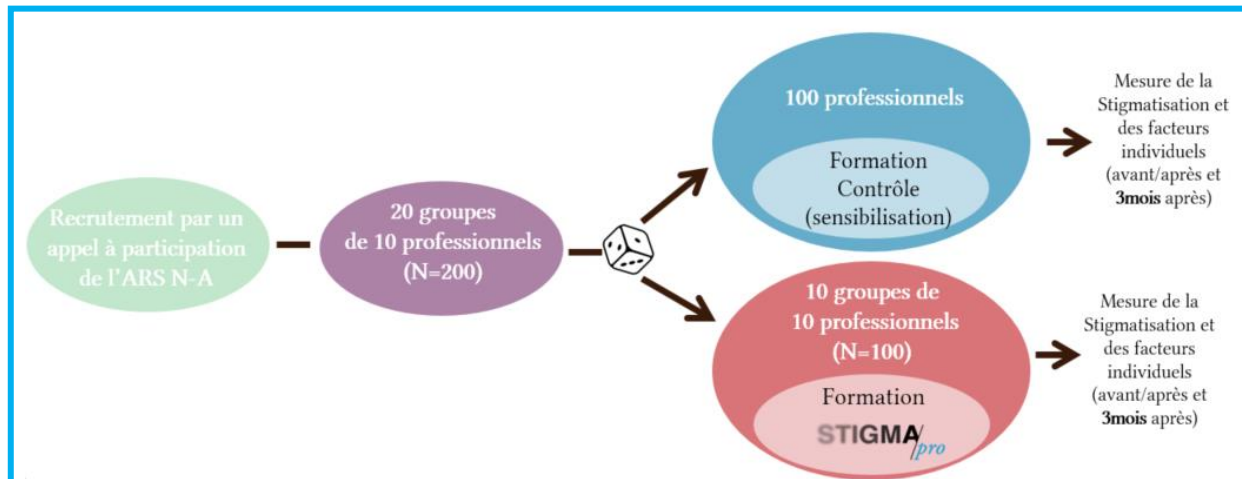 Recrutement par un
appel à participation
de l'ARS N-A
20 groupes
de 10 professionnels
(N=200)
100 professionnels
Formation
Contrôle
(sensibilisation)
Mesure de la
Stigmatisation et
des facteurs
individuels
(avant/après et
3mois après)
10 groupes de
10 professionnels
(N=100)
Formation
STIGMA/pro
Mesure de la
Stigmatisation et
des facteurs
individuels
(avant/après et
3mois après)